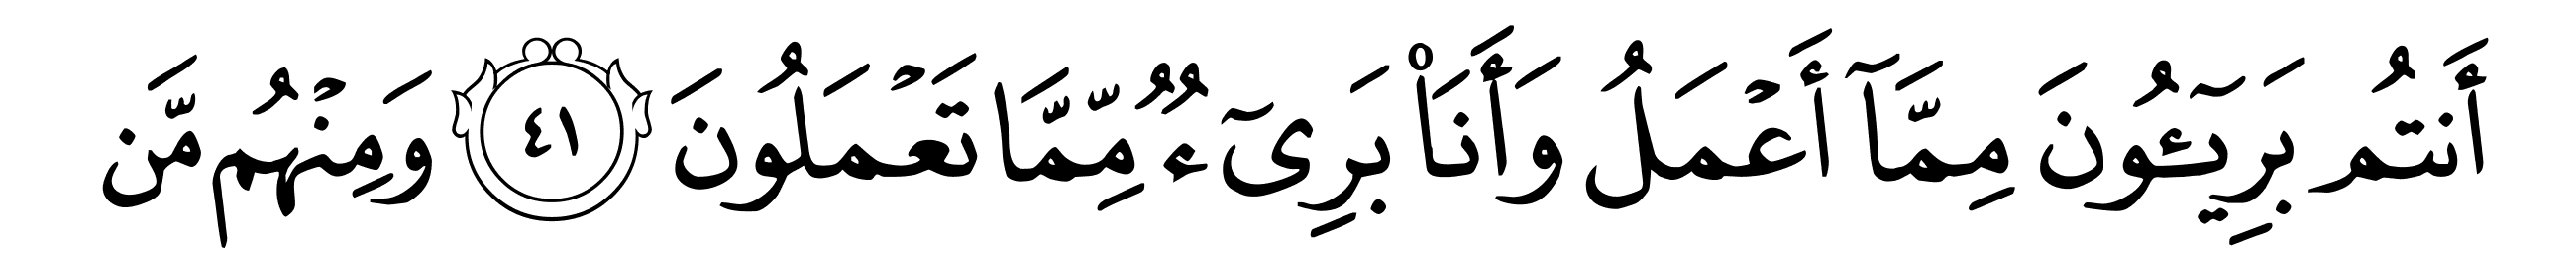 أَنتُم بَرِيٓـُٔونَ مِمَّآ أَعۡمَلُ وَأَنَا۠ بَرِيٓءٞ مِّمَّا تَعۡمَلُونَ ٤١ وَمِنۡهُم مَّن